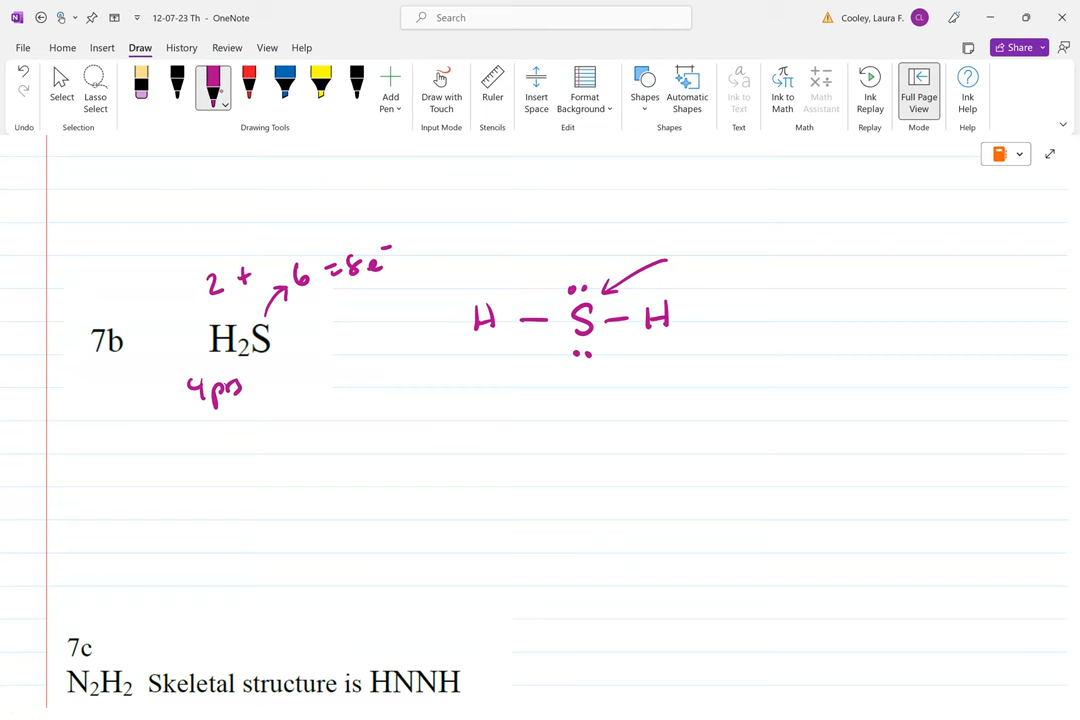 12-07-23 Th - OneNote
Search
Cooley, Laura F.
CL
File Home Insert Draw History Review View Help
Share
Undo
Select
Lasso Select
Selection
Drawing Tools
Add Pen
Draw with Touch
Input Mode
Ruler
Stencils
Insert Space
Format Background
Edit
Shapes
Automatic Shapes
Shapes
Ink to Text
Text
Ink to Math
Math Assistant
Math
Ink Replay
Replay
Full Page View
Mode
Ink Help
Help
2 + 6 = 8 e⁻
7b H₂S
H — S — H
4 prs
7c
N₂H₂ Skeletal structure is HNNH